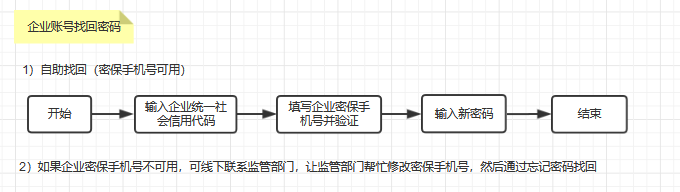 企业账号找回密码
1）自助找回（密保手机号可用）
开始
输入企业统一社
会信用代码
填写企业密保手
机号并验证
输入新密码
结束
2）如果企业密保手机号不可用，可线下联系监管部门，让监管部门帮忙修改密保手机号，然后通过忘记密码找回